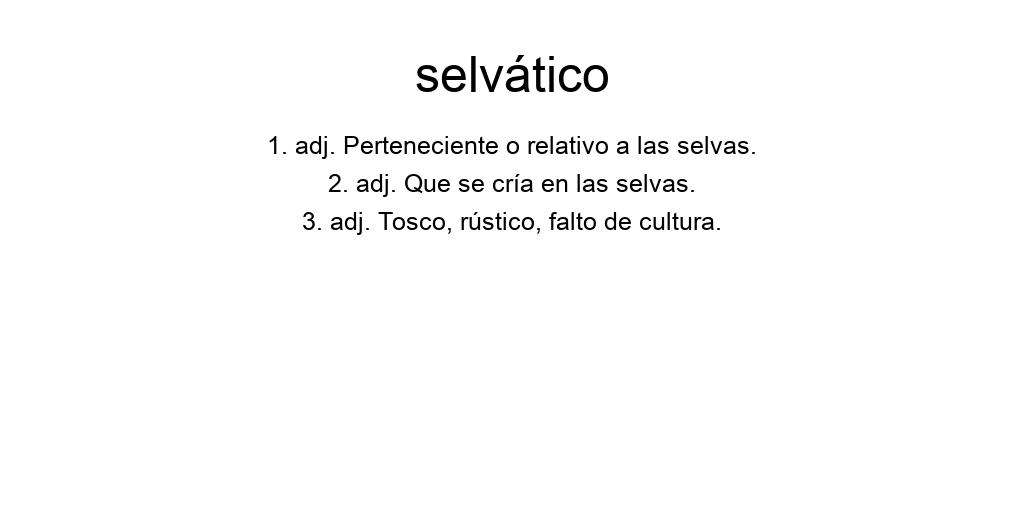 selvático
1. adj. Perteneciente o relativo a las selvas.
2. adj. Que se cría en las selvas.
3. adj. Tosco, rústico, falto de cultura.